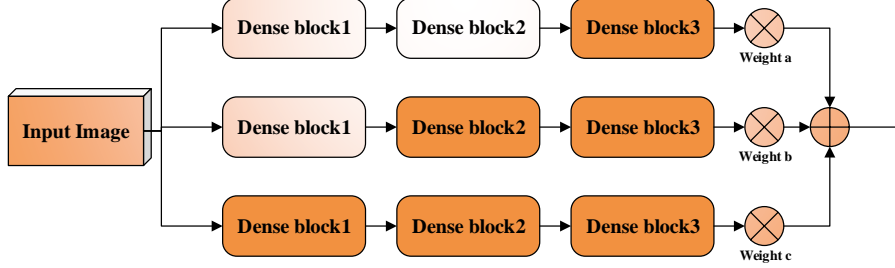 Dense block1
Dense block2
Dense block3
Weight a
Input Image
Dense block1
Dense block2
Dense block3
Weight b
Dense block1
Dense block2
Dense block3
Weight c